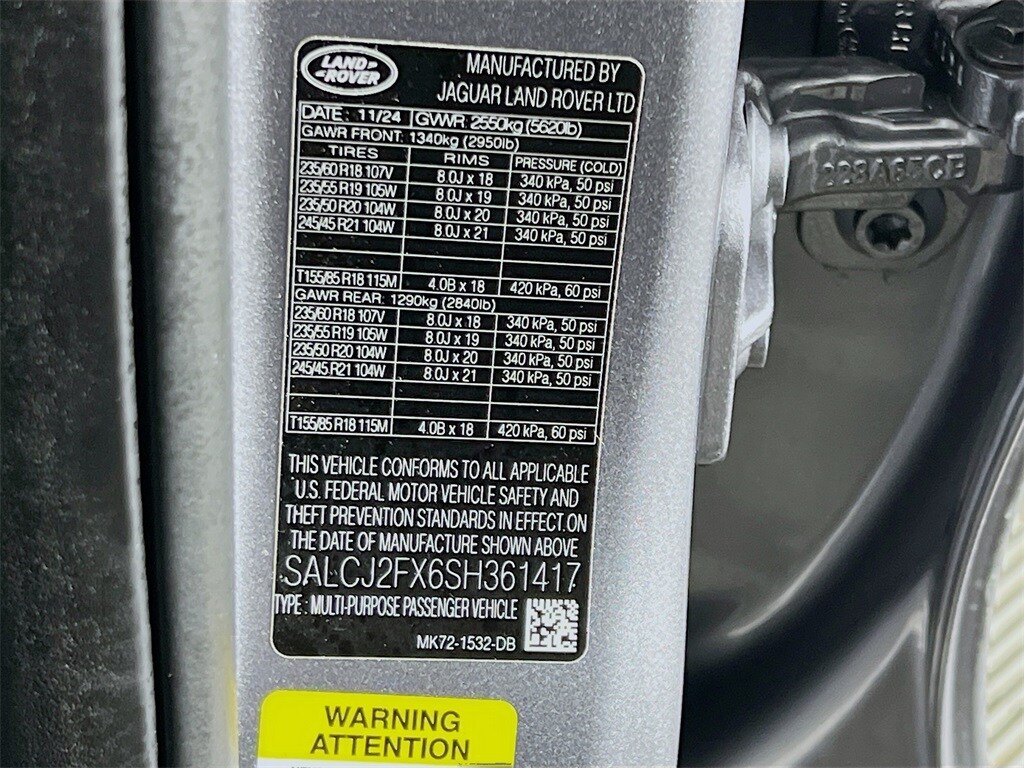 LAND
ROVER
MANUFACTURED BY
JAGUAR LAND ROVER LTD
DATE: 11/24 GVWR 2550kg (5620lb)
GAWR FRONT: 1340kg (2950lb)
TIRES RIMS PRESSURE (COLD)
235/60 R18 107V 8.0J x 18 340 kPa, 50 psi
235/55 R19 105W 8.0J x 19 340 kPa, 50 psi
235/50 R20 104W 8.0J x 20 340 kPa, 50 psi
245/45 R21 104W 8.0J x 21 340 kPa, 50 psi
T155/85 R18 115M 4.0B x 18 420 kPa, 60 psi
GAWR REAR: 1290kg (2840lb)
235/60 R18 107V 8.0J x 18 340 kPa, 50 psi
235/55 R19 105W 8.0J x 19 340 kPa, 50 psi
235/50 R20 104W 8.0J x 20 340 kPa, 50 psi
245/45 R21 104W 8.0J x 21 340 kPa, 50 psi
T155/85 R18 115M 4.0B x 18 420 kPa, 60 psi
THIS VEHICLE CONFORMS TO ALL APPLICABLE
U.S. FEDERAL MOTOR VEHICLE SAFETY AND
THEFT PREVENTION STANDARDS IN EFFECT ON
THE DATE OF MANUFACTURE SHOWN ABOVE
SALCJ2FX6SH361417
TYPE : MULTI-PURPOSE PASSENGER VEHICLE
MK72-1532-DB
WARNING
ATTENTION